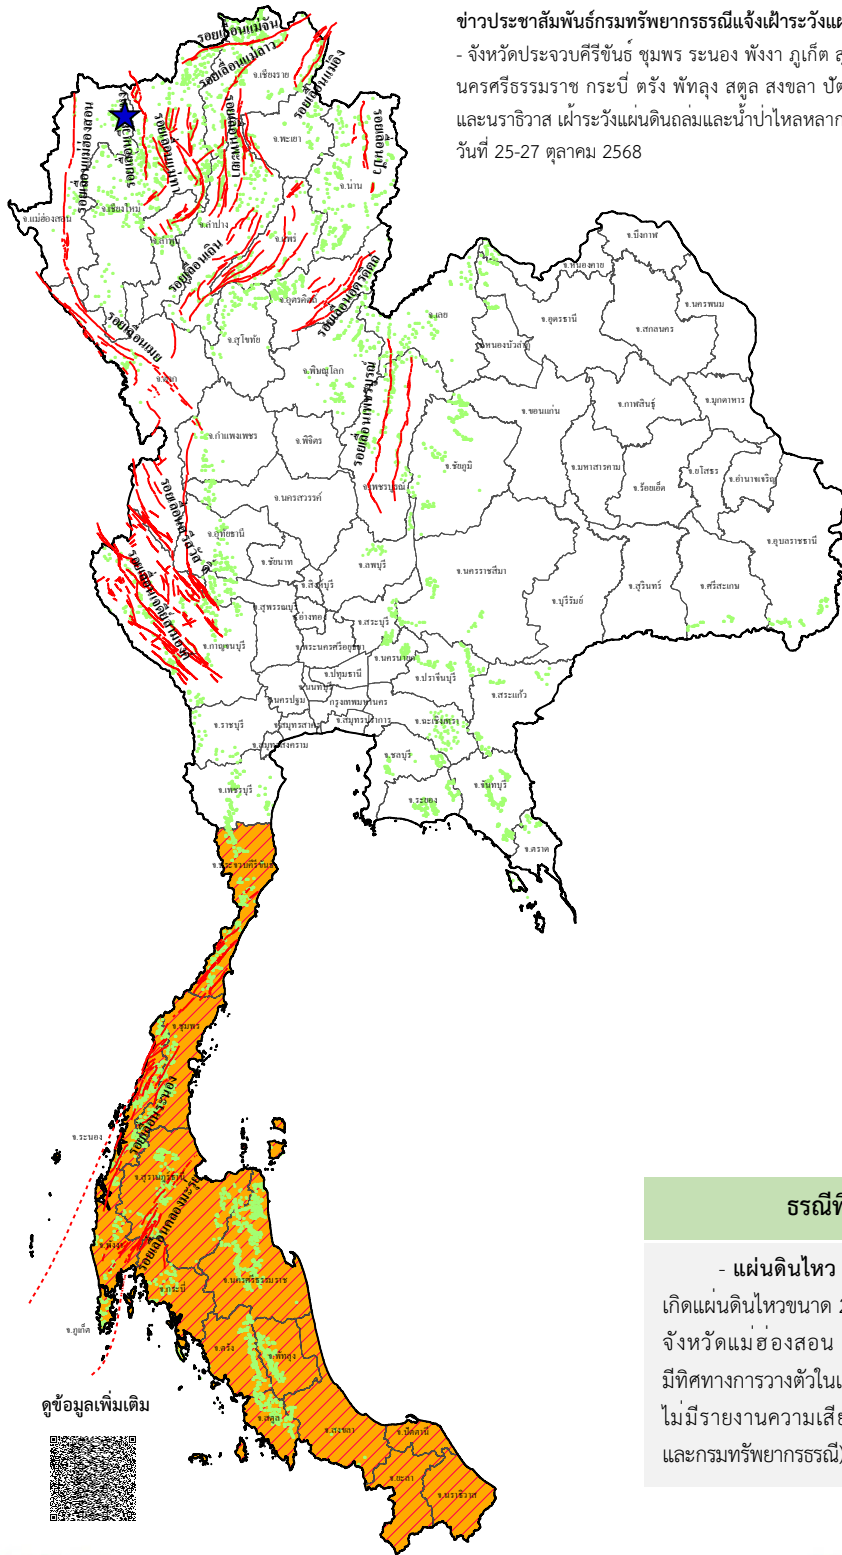 ข่าวประชาสัมพันธ์กรมทรัพยากรธรณีแจ้งเฝ้าระวังแผ
- จังหวัดประจวบคีรีขันธ์ ชุมพร ระนอง พังงา ภูเก็ต สุ
นครศรีธรรมราช กระบี่ ตรัง พัทลุง สตูล สงขลา ปัต
และนราธิวาส เฝ้าระวังแผ่นดินถล่มและน้ำป่าไหลหลาก
วันที่ 25-27 ตุลาคม 2568
รอยเลื่อนแม่จัน
รอยเลื่อนแม่ลาว
รอยเลื่อนแม่อิง
จ.เชียงราย
รอยเลื่อนแม่ฮ่องสอน
รอยเลื่อนแม่ทา
รอยเลื่อนปัว
จ.พะเยา
จ.น่าน
จ.แม่ฮ่องสอน
จ.เชียงใหม่
จ.ลำปาง
จ.ลำพูน
จ.แพร่
รอยเลื่อนเถิน
จ.อุตรดิตถ์
รอยเลื่อนอุตรดิตถ์
รอยเลื่อนเมย
จ.ตาก
จ.สุโขทัย
จ.พิษณุโลก
จ.เลย
จ.บึงกาฬ
จ.หนองคาย
จ.อุดรธานี
จ.นครพนม
จ.สกลนคร
จ.หนองบัวลำภู
รอยเลื่อนเพชรบูรณ์
จ.กำแพงเพชร
จ.พิจิตร
จ.เพชรบูรณ์
จ.ขอนแก่น
จ.กาฬสินธุ์
จ.มุกดาหาร
จ.ชัยภูมิ
จ.มหาสารคาม
จ.ร้อยเอ็ด
จ.ยโสธร
จ.อำนาจเจริญ
จ.นครสวรรค์
รอยเลื่อนศรีสวัสดิ์
จ.อุทัยธานี
จ.ชัยนาท
จ.ลพบุรี
จ.นครราชสีมา
จ.บุรีรัมย์
จ.สุรินทร์
จ.ศรีสะเกษ
จ.อุบลราชธานี
รอยเลื่อนเจดีย์สามองค์
จ.สิงห์บุรี
จ.สุพรรณบุรี
จ.อ่างทอง
จ.สระบุรี
จ.กาญจนบุรี
จ.พระนครศรีอยุธยา
จ.นครนายก
จ.ปราจีนบุรี
จ.ปทุมธานี
จ.นนทบุรี
จ.สระแก้ว
จ.นครปฐม
กรุงเทพมหานคร
จ.ราชบุรี
จ.สมุทรสาคร
จ.สมุทรปราการ
จ.ฉะเชิงเทรา
จ.สมุทรสงคราม
จ.ชลบุรี
จ.เพชรบุรี
จ.ระยอง
จ.จันทบุรี
จ.ตราด
จ.ประจวบคีรีขันธ์
จ.ชุมพร
รอยเลื่อนระนอง
จ.ระนอง
จ.สุราษฎร์ธานี
รอยเลื่อนคลองมะรุ่ย
จ.พังงา
จ.กระบี่
จ.นครศรีธรรมราช
จ.ภูเก็ต
จ.ตรัง
จ.พัทลุง
จ.สตูล
จ.สงขลา
จ.ปัตตานี
จ.ยะลา
จ.นราธิวาส
ดูข้อมูลเพิ่มเติม
ธรณีพิ
- แผ่นดินไหว
เกิดแผ่นดินไหวขนาด 2
จังหวัดแม่ฮ่องสอน
มีทิศทางการวางตัวในแ
ไม่มีรายงานความเสีย
และกรมทรัพยากรธรณี)